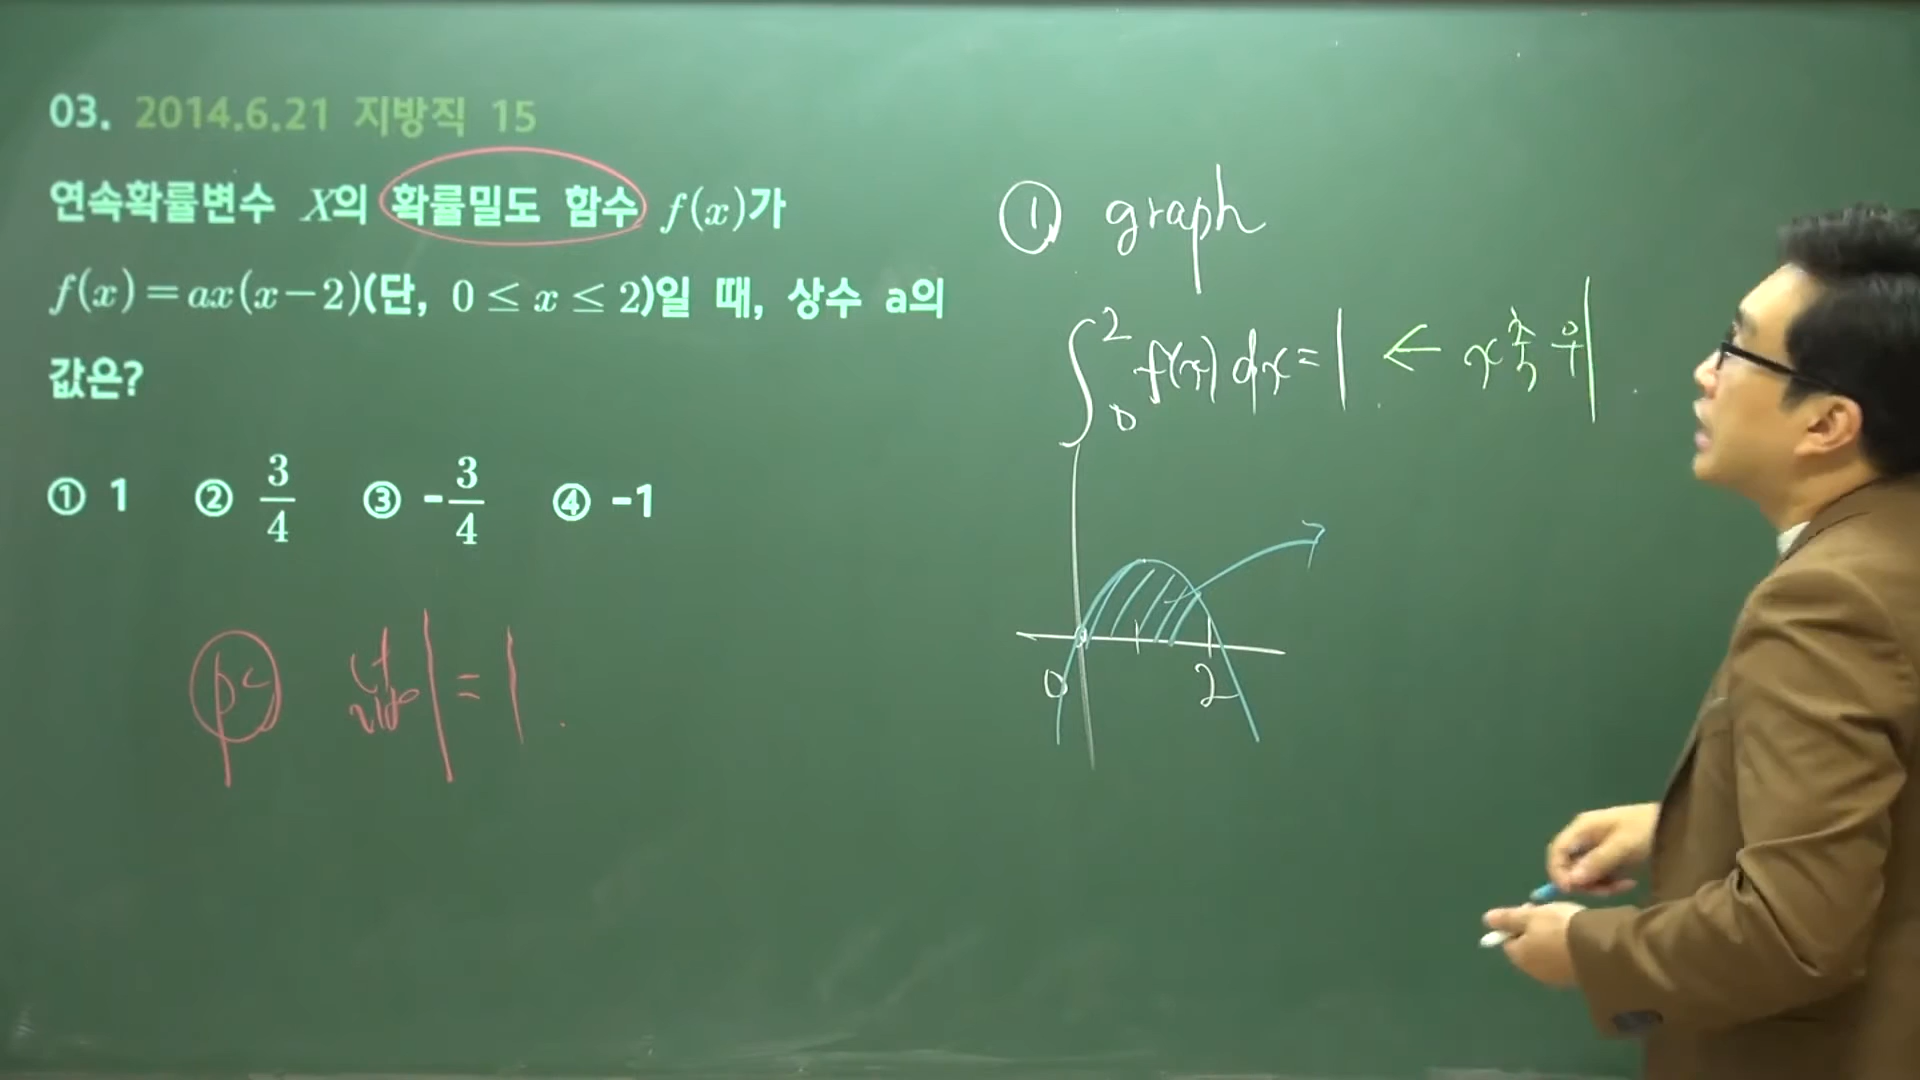 03. 2014.6.21 지방직 15
연속확률변수 X의 확률밀도 함수 f(x)가
f(x)=ax(x−2)(단, 0≤x≤2)일 때, 상수 a의
값은?
① 1 ② 3/4 ③ -3/4 ④ -1
① graph
∫₀² f(x) dx = 1 ← x축 위
0 2
넓이 = 1